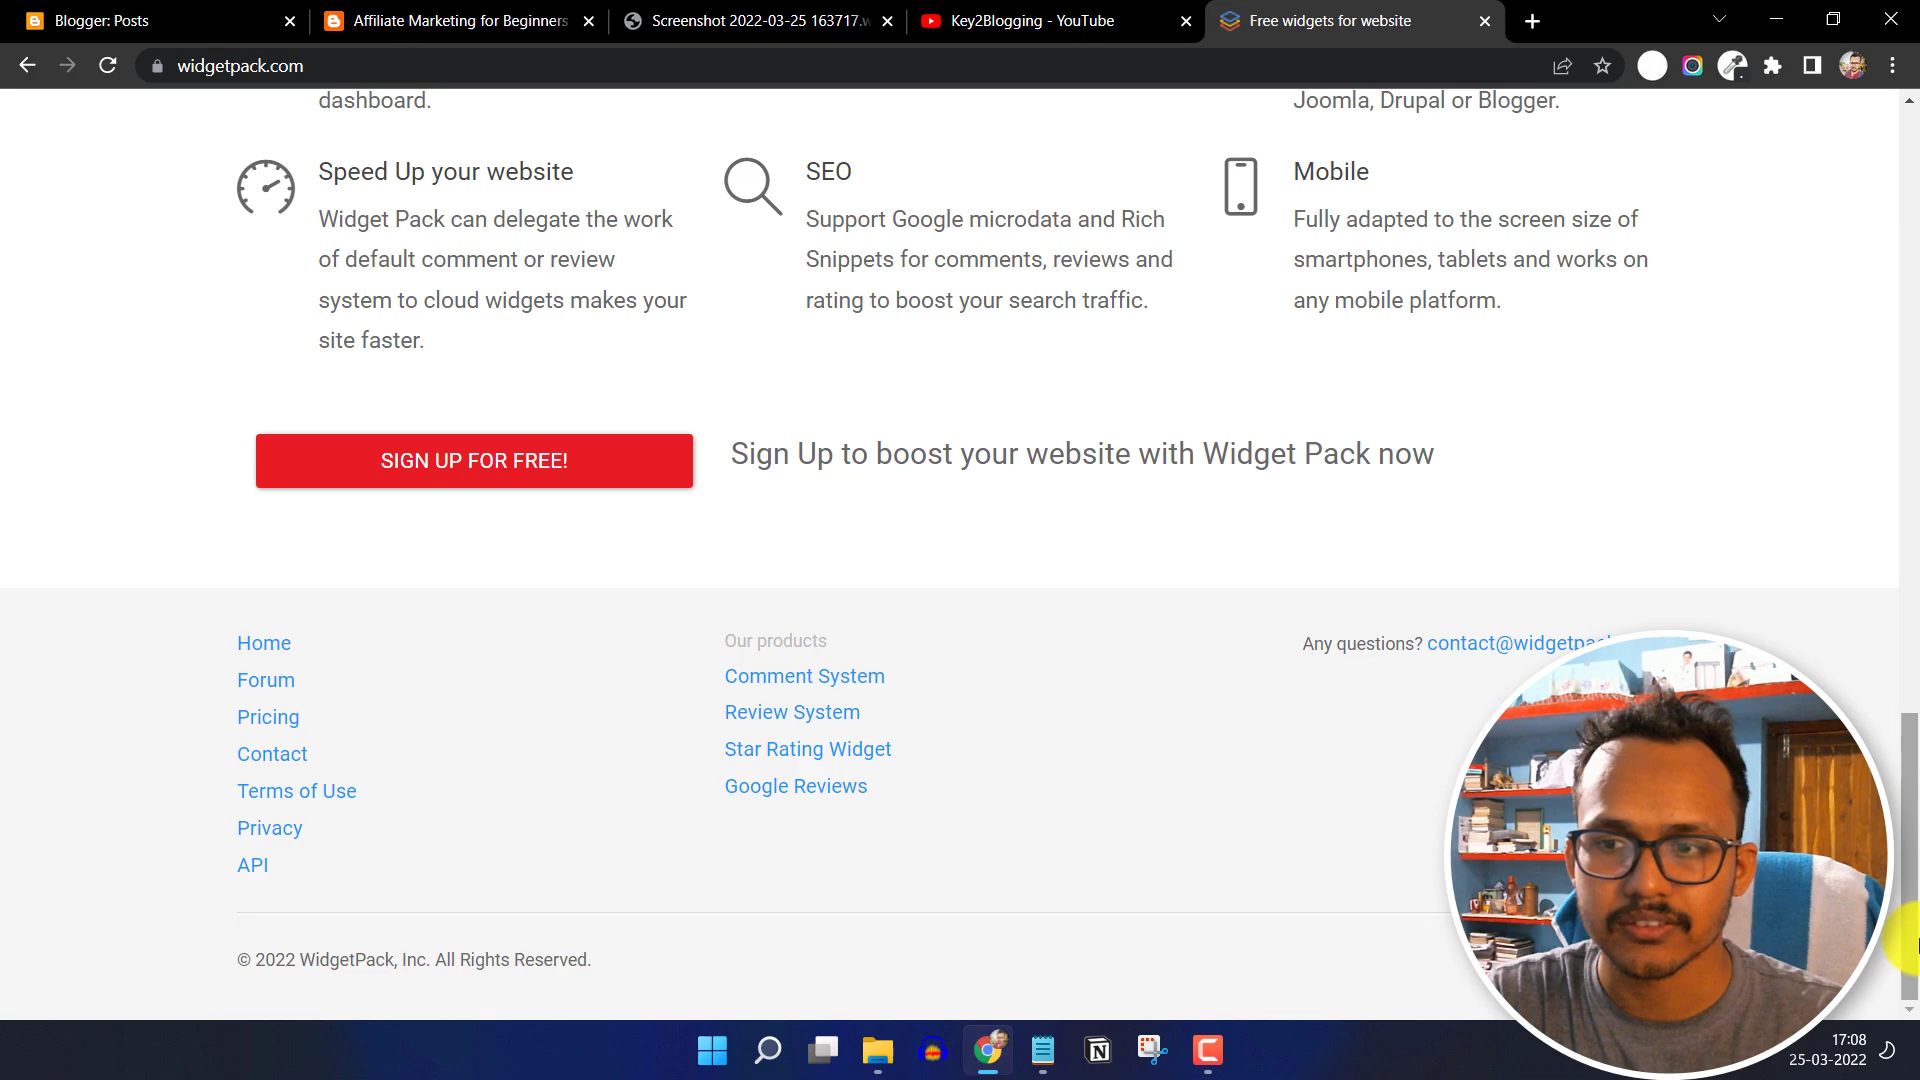 Blogger: Posts
Affiliate Marketing for Beginners
Screenshot 2022-03-25 163717.w
Key2Blogging - YouTube
Free widgets for website
widgetpack.com
dashboard.
Joomla, Drupal or Blogger.
Speed Up your website
Widget Pack can delegate the work
of default comment or review
system to cloud widgets makes your
site faster.
SEO
Support Google microdata and Rich
Snippets for comments, reviews and
rating to boost your search traffic.
Mobile
Fully adapted to the screen size of
smartphones, tablets and works on
any mobile platform.
SIGN UP FOR FREE!
Sign Up to boost your website with Widget Pack now
Home
Forum
Pricing
Contact
Terms of Use
Privacy
API
Our products
Comment System
Review System
Star Rating Widget
Google Reviews
Any questions? contact@widgetpack
© 2022 WidgetPack, Inc. All Rights Reserved.
17:08
25-03-2022